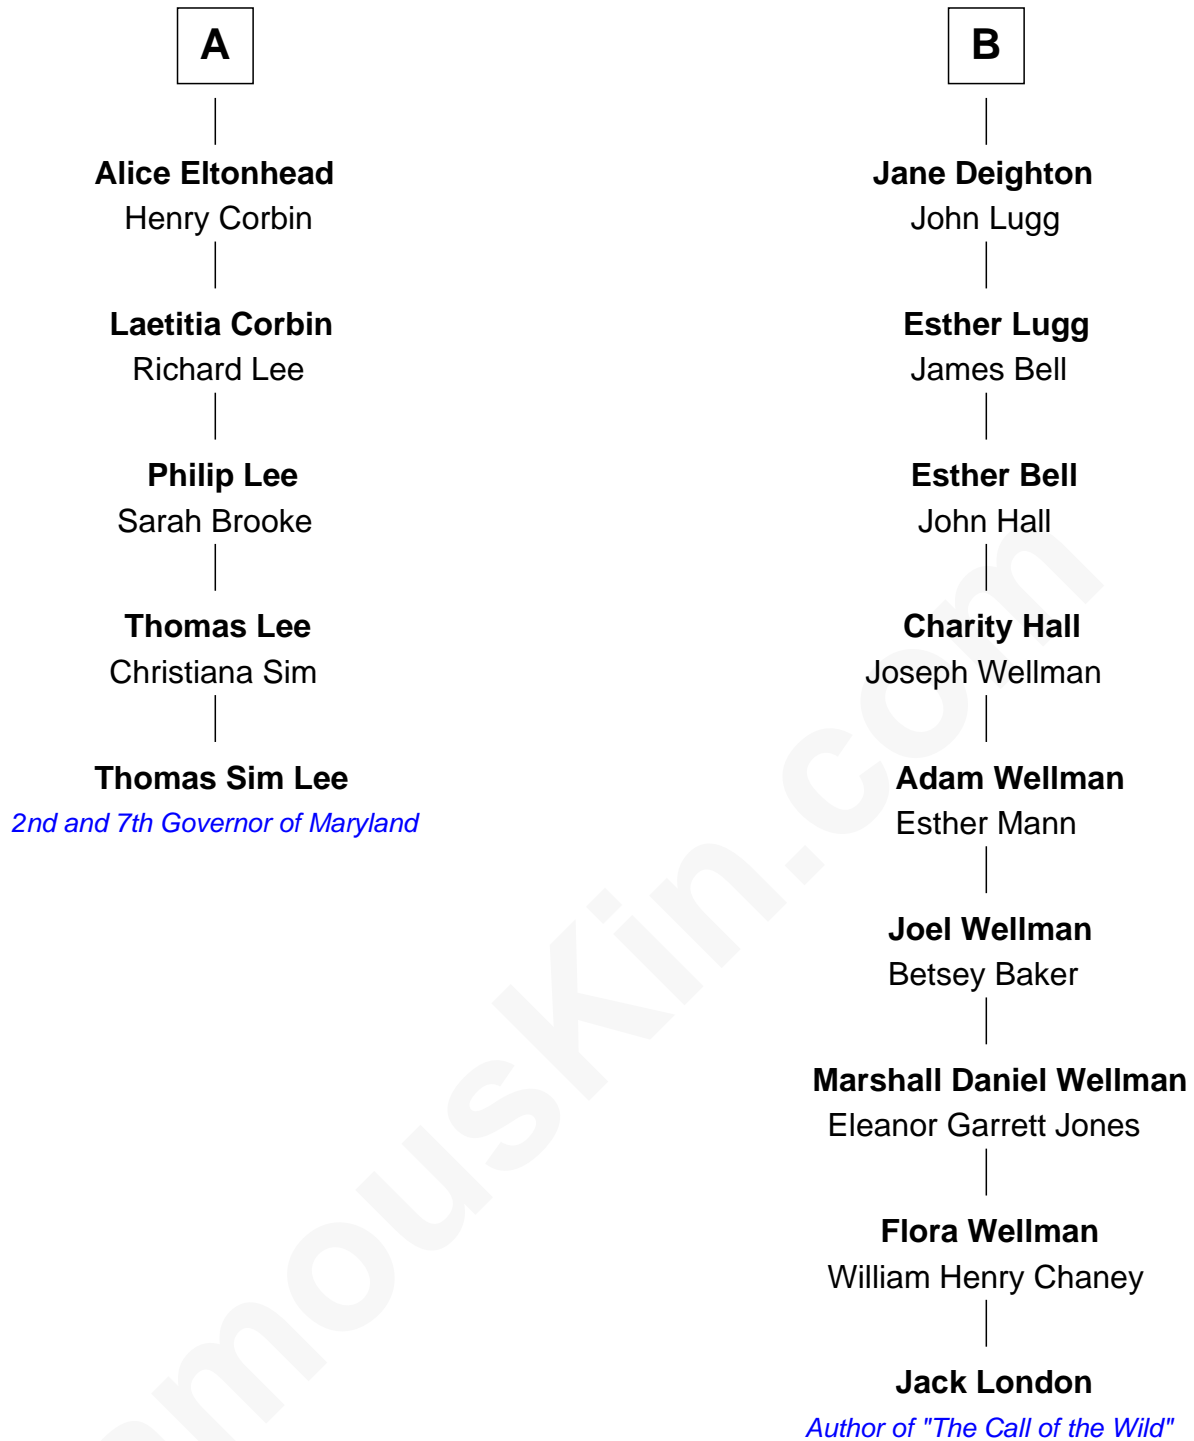 A
Alice Eltonhead
Henry Corbin
Laetitia Corbin
Richard Lee
Philip Lee
Sarah Brooke
Thomas Lee
Christiana Sim
Thomas Sim Lee
2nd and 7th Governor of Maryland
B
Jane Deighton
John Lugg
Esther Lugg
James Bell
Esther Bell
John Hall
Charity Hall
Joseph Wellman
Adam Wellman
Esther Mann
Joel Wellman
Betsey Baker
Marshall Daniel Wellman
Eleanor Garrett Jones
Flora Wellman
William Henry Chaney
Jack London
Author of "The Call of the Wild"
amouskin.com